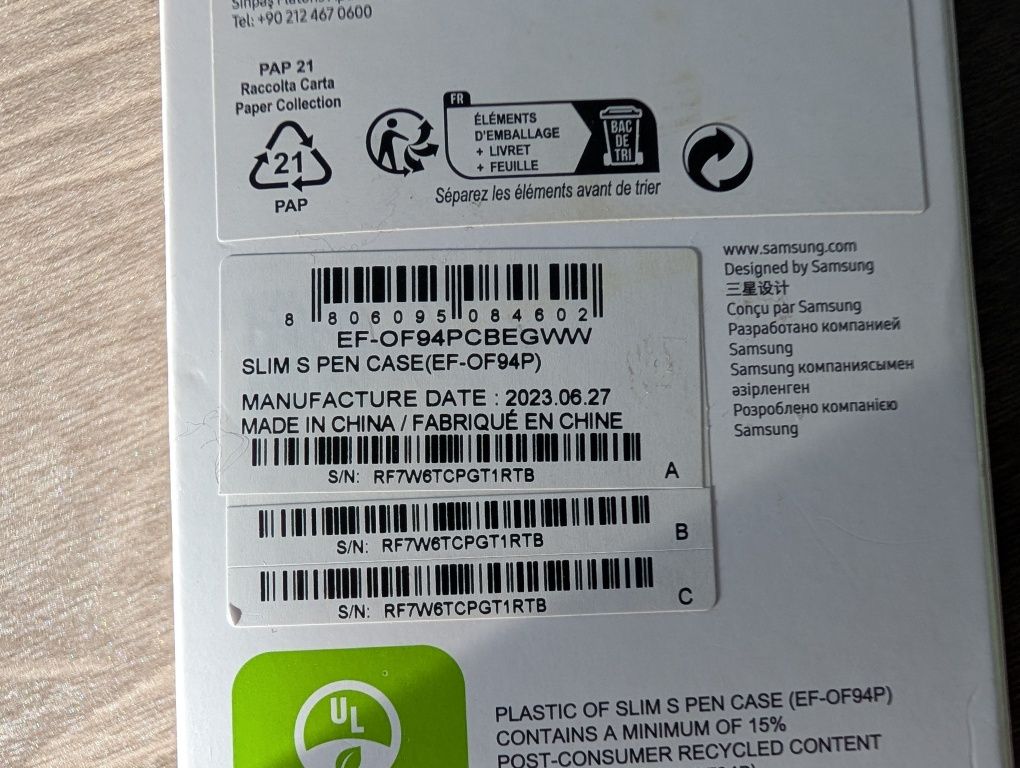 Tel: +90 212 467 0600
PAP 21
Raccolta Carta
Paper Collection
21
PAP
FR
ÉLÉMENTS
D'EMBALLAGE
+ LIVRET
+ FEUILLE
BAC
DE
TRI
Séparez les éléments avant de trier
8 806095 084602
EF-OF94PCBEGWW
SLIM S PEN CASE(EF-OF94P)
MANUFACTURE DATE : 2023.06.27
MADE IN CHINA / FABRIQUÉ EN CHINE
S/N: RF7W6TCPGT1RTB
A
S/N: RF7W6TCPGT1RTB
B
S/N: RF7W6TCPGT1RTB
C
www.samsung.com
Designed by Samsung
三星设计
Conçu par Samsung
Разработано компанией
Samsung
Samsung компаниясымен
әзірленген
Розроблено компанією
Samsung
UL
PLASTIC OF SLIM S PEN CASE (EF-OF94P)
CONTAINS A MINIMUM OF 15%
POST-CONSUMER RECYCLED CONTENT